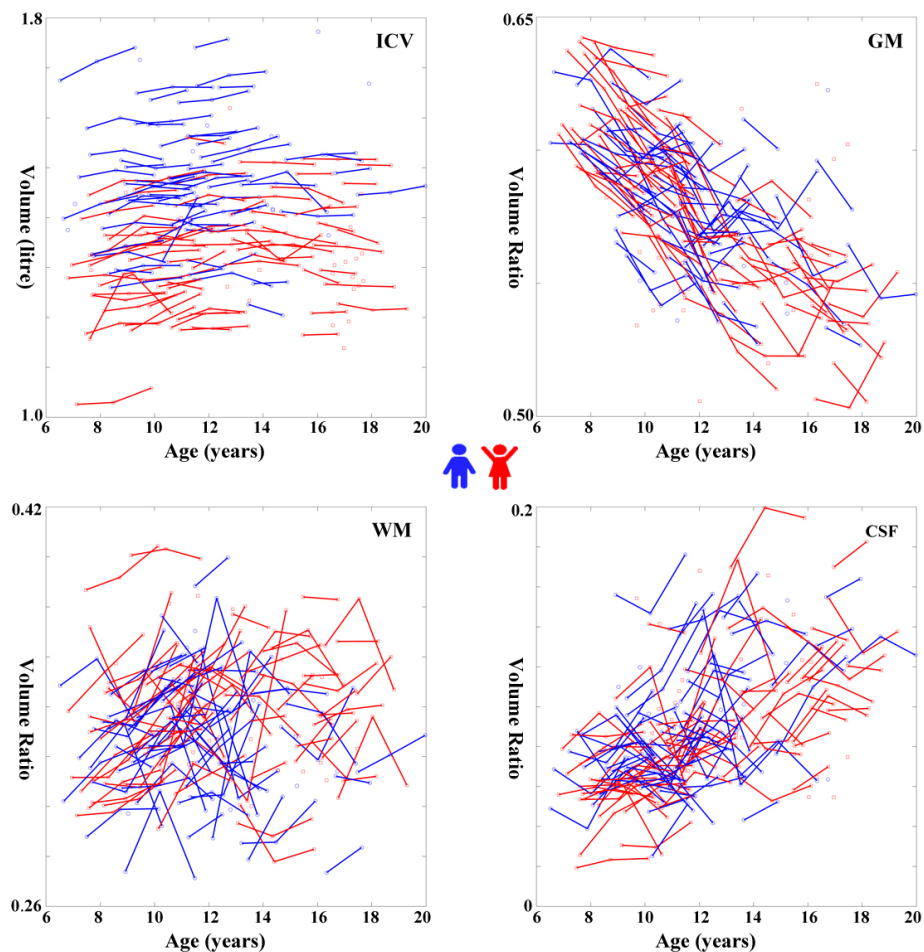 1.8
ICV
Volume (litre)
1.0
6 8 10 12 14 16 18 20
Age (years)
0.65
GM
Volume Ratio
0.50
6 8 10 12 14 16 18 20
Age (years)
0.42
WM
Volume Ratio
0.26
6 8 10 12 14 16 18 20
Age (years)
0.2
CSF
Volume Ratio
0
6 8 10 12 14 16 18 20
Age (years)